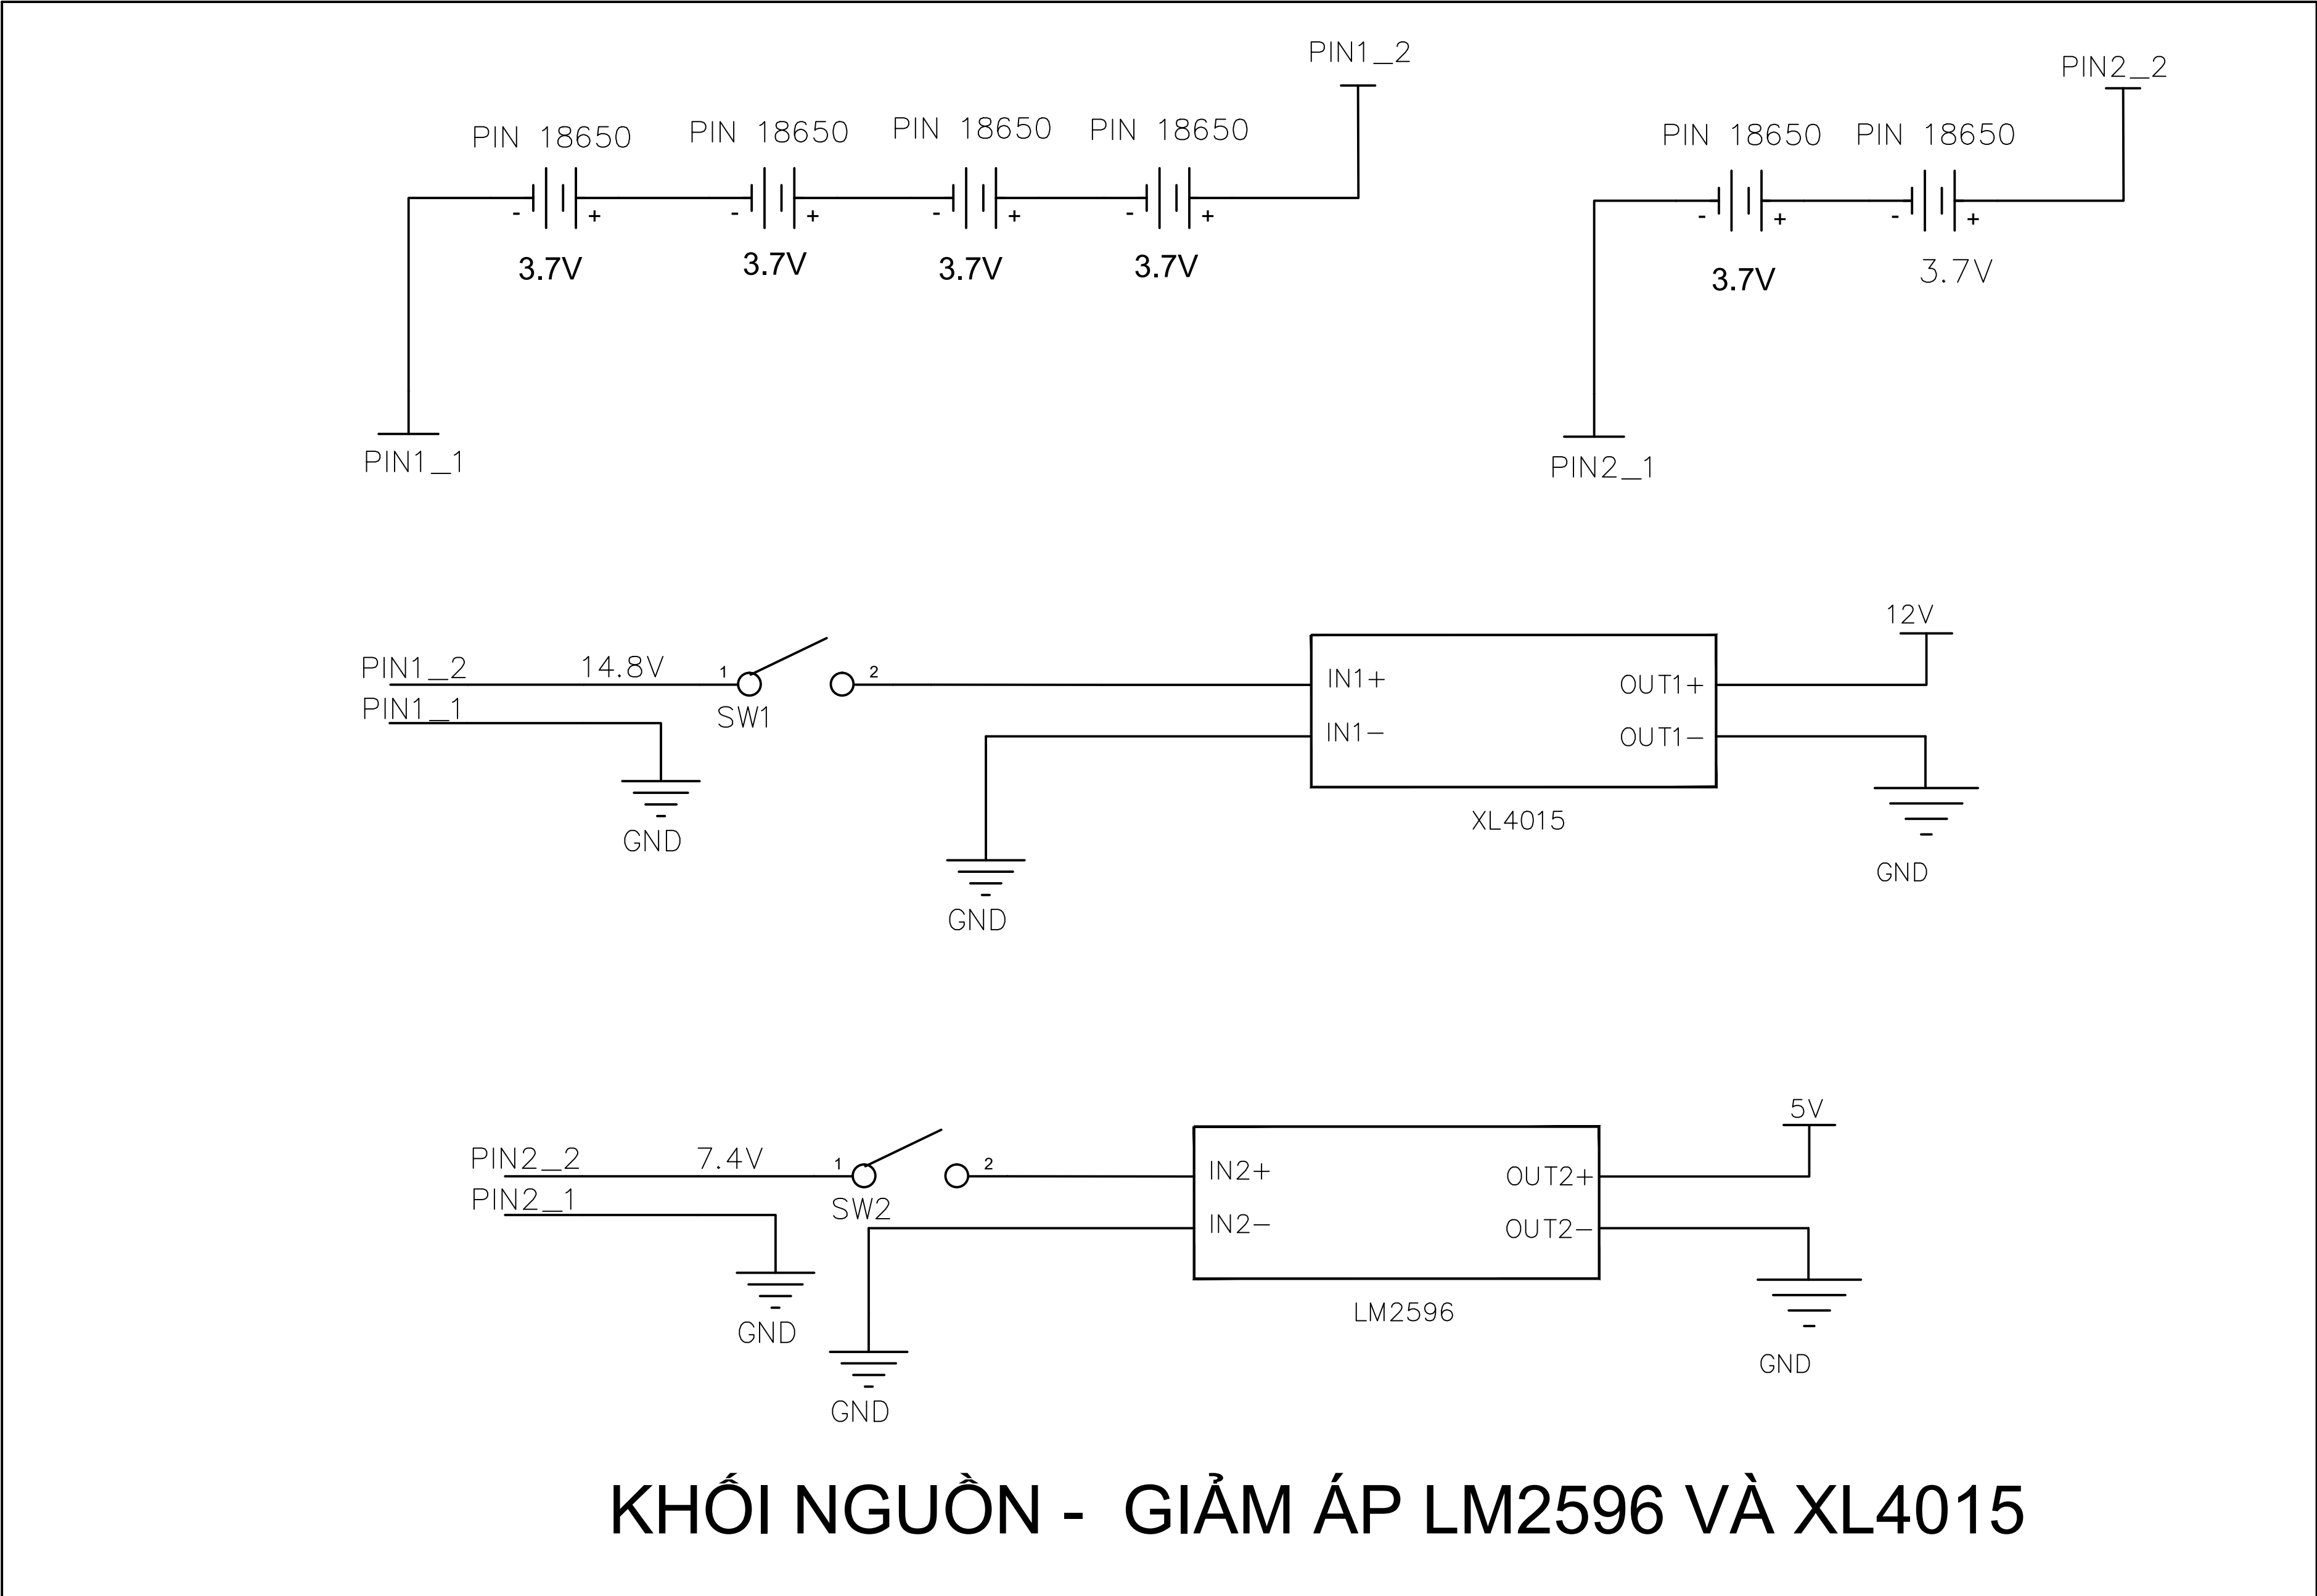 PIN1_2
PIN2_2
PIN 18650 PIN 18650 PIN 18650 PIN 18650
PIN 18650 PIN 18650
- + - + - + - +
- + - +
3.7V 3.7V 3.7V 3.7V
3.7V 3.7V
PIN1_1
PIN2_1
12V
PIN1_2 14.8V 1 2
IN1+ OUT1+
PIN1_1 SW1
IN1- OUT1-
XL4015
GND
GND
GND
5V
PIN2_2 7.4V 1 2
IN2+ OUT2+
PIN2_1 SW2
IN2- OUT2-
LM2596
GND
GND
GND
KHỐI NGUỒN - GIẢM ÁP LM2596 VÀ XL4015